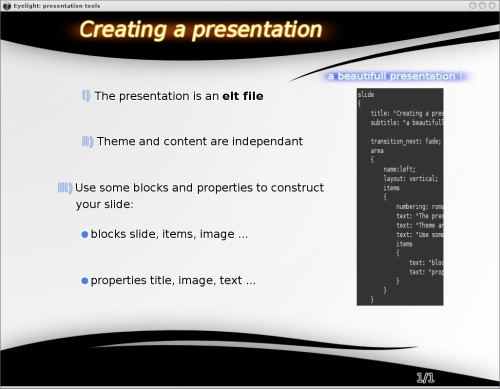 Eyelight: presentation tools
Creating a presentation
a beautifull presentation !
I) The presentation is an elt file
II) Theme and content are independant
III) Use some blocks and properties to construct
your slide:
blocks slide, items, image ...
properties title, image, text ...
slide
{
title: "Creating a pres
subtitle: "a beautifull
transition_next: fade;
area
{
name:left;
layout: vertical;
items
{
numbering: roma
text: "The pres
text: "Theme an
text: "Use some
items
{
text: "bloc
text: "prop
}
}
}
1/1